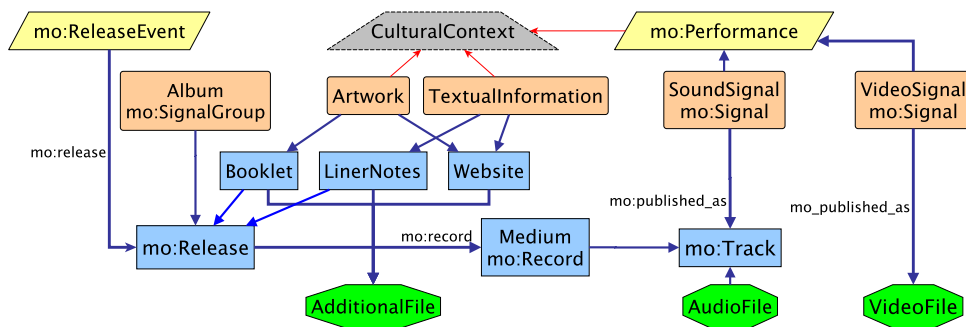 mo:ReleaseEvent
CulturalContext
mo:Performance
Album
mo:SignalGroup
Artwork
TextualInformation
SoundSignal
mo:Signal
VideoSignal
mo:Signal
mo:release
Booklet
LinerNotes
Website
mo:published_as
mo_published_as
mo:Release
mo:record
Medium
mo:Record
mo:Track
AdditionalFile
AudioFile
VideoFile